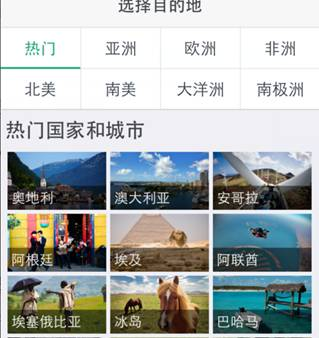 选择目的地
热门 亚洲 欧洲 非洲
北美 南美 大洋洲 南极洲
热门国家和城市
奥地利 澳大利亚 安哥拉
阿根廷 埃及 阿联酋
埃塞俄比亚 冰岛 巴哈马